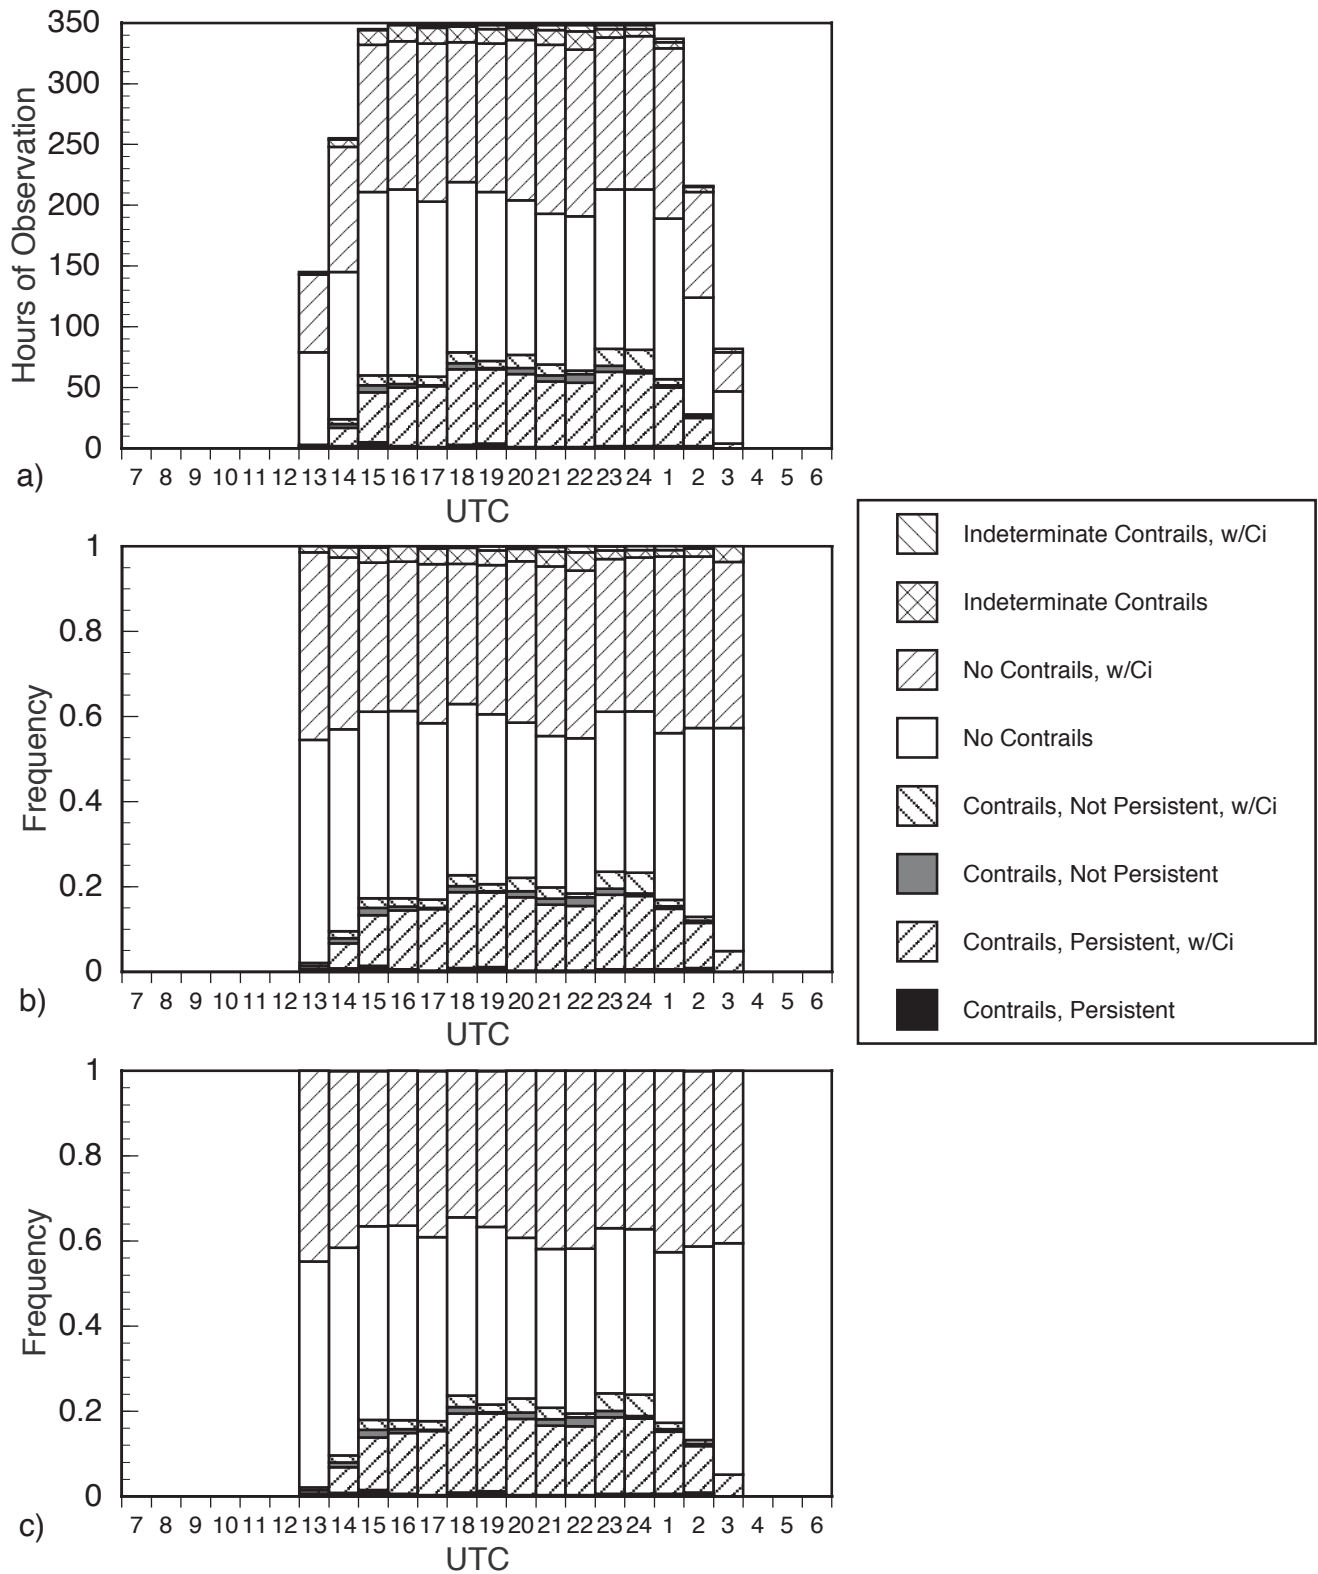 350
300
250
200
150
100
50
0
Hours of Observation
7 8 9 10 11 12 13 14 15 16 17 18 19 20 21 22 23 24 1 2 3 4 5 6
a)
UTC
1
0.8
0.6
0.4
0.2
0
Frequency
7 8 9 10 11 12 13 14 15 16 17 18 19 20 21 22 23 24 1 2 3 4 5 6
b)
UTC
Indeterminate Contrails, w/Ci
Indeterminate Contrails
No Contrails, w/Ci
No Contrails
Contrails, Not Persistent, w/Ci
Contrails, Not Persistent
Contrails, Persistent, w/Ci
Contrails, Persistent
1
0.8
0.6
0.4
0.2
0
Frequency
7 8 9 10 11 12 13 14 15 16 17 18 19 20 21 22 23 24 1 2 3 4 5 6
c)
UTC